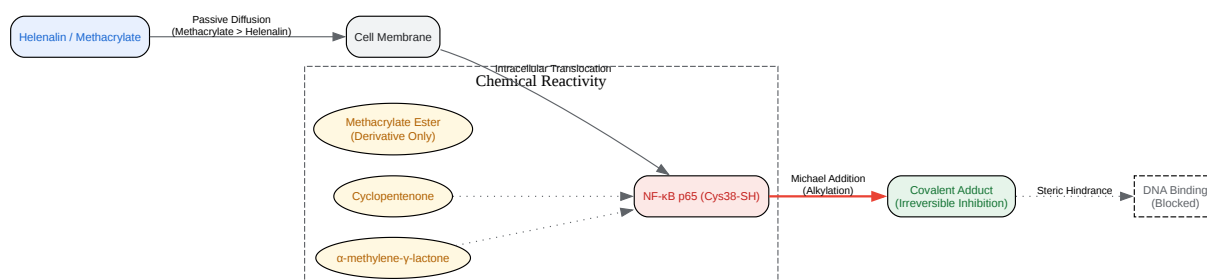 Helenalin / Methacrylate
Passive Diffusion
(Methacrylate > Helenalin)
Cell Membrane
Intracellular Translocation
Chemical Reactivity
Methacrylate Ester
(Derivative Only)
Cyclopentenone
α-methylene-γ-lactone
NF-κB p65 (Cys38-SH)
Michael Addition
(Alkylation)
Covalent Adduct
(Irreversible Inhibition)
Steric Hindrance
DNA Binding
(Blocked)